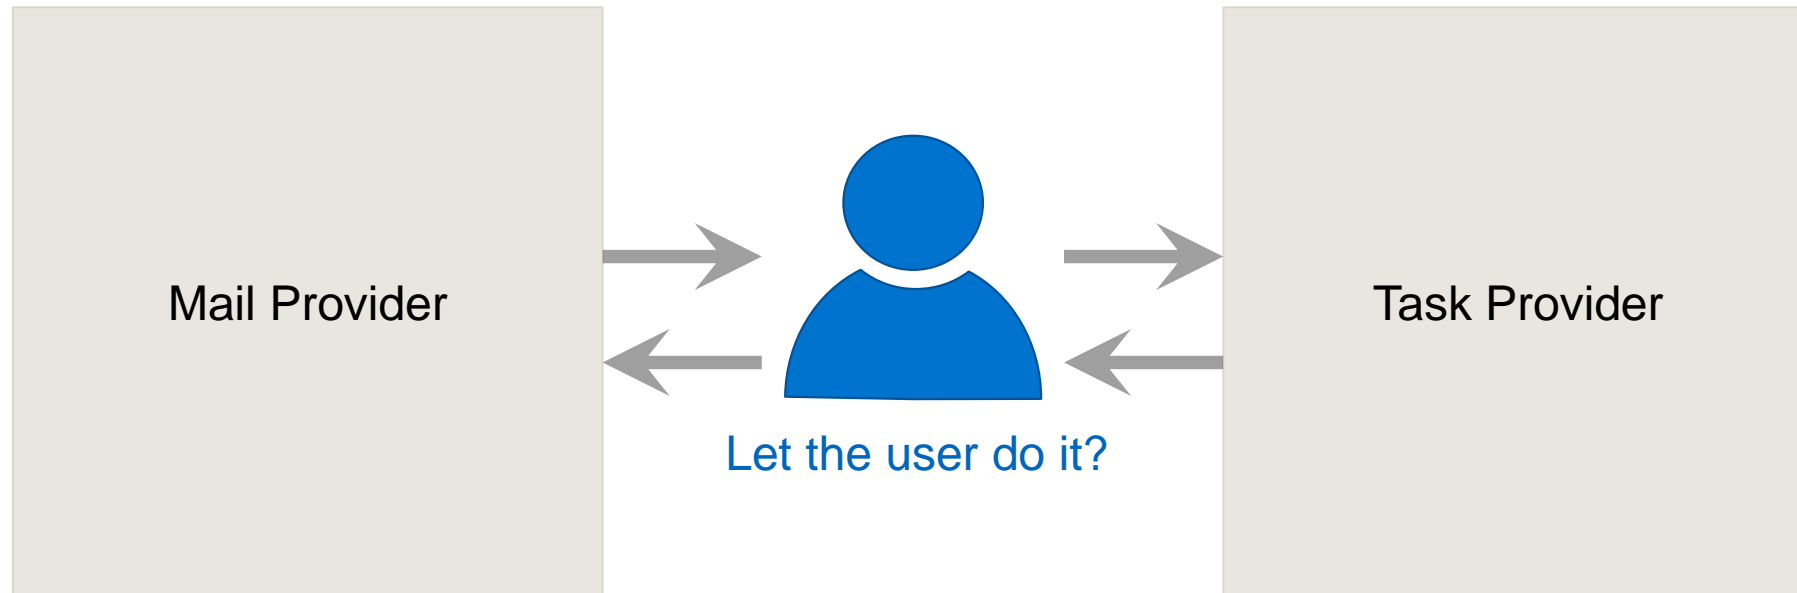 Mail Provider
Let the user do it?
Task Provider